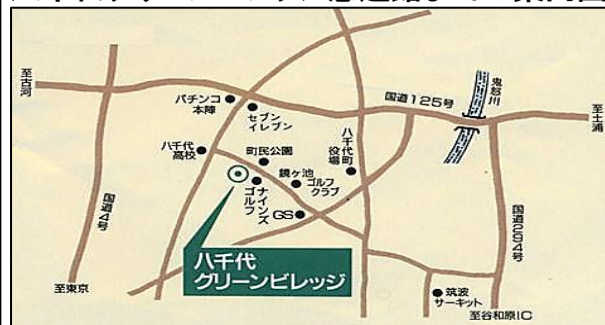 至古河
パチンコ
本陣
セブン
イレブン
国道125号
鬼怒川
至土浦
八千代
高校
町民公園
八千代町
役場
鏡ヶ池
ゴルフ
クラブ
ナインズ
ゴルフ
GS
国道4号
国道294号
八千代
グリーンビレッジ
至東京
筑波
サーキット
至谷和原IC